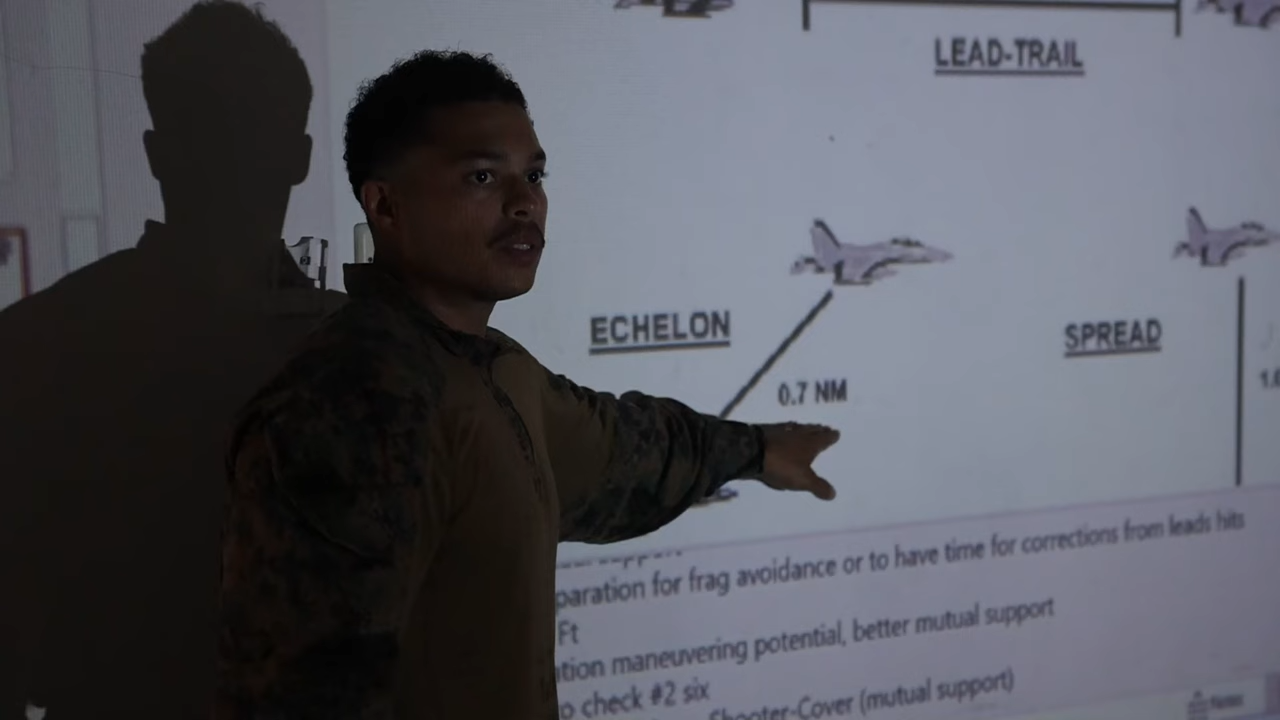 LEAD-TRAIL
ECHELON
SPREAD
0.7 NM
paration for frag avoidance or to have time for corrections from leads hits
Ft
tion maneuvering potential, better mutual support
o check #2 six
Shooter-Cover (mutual support)